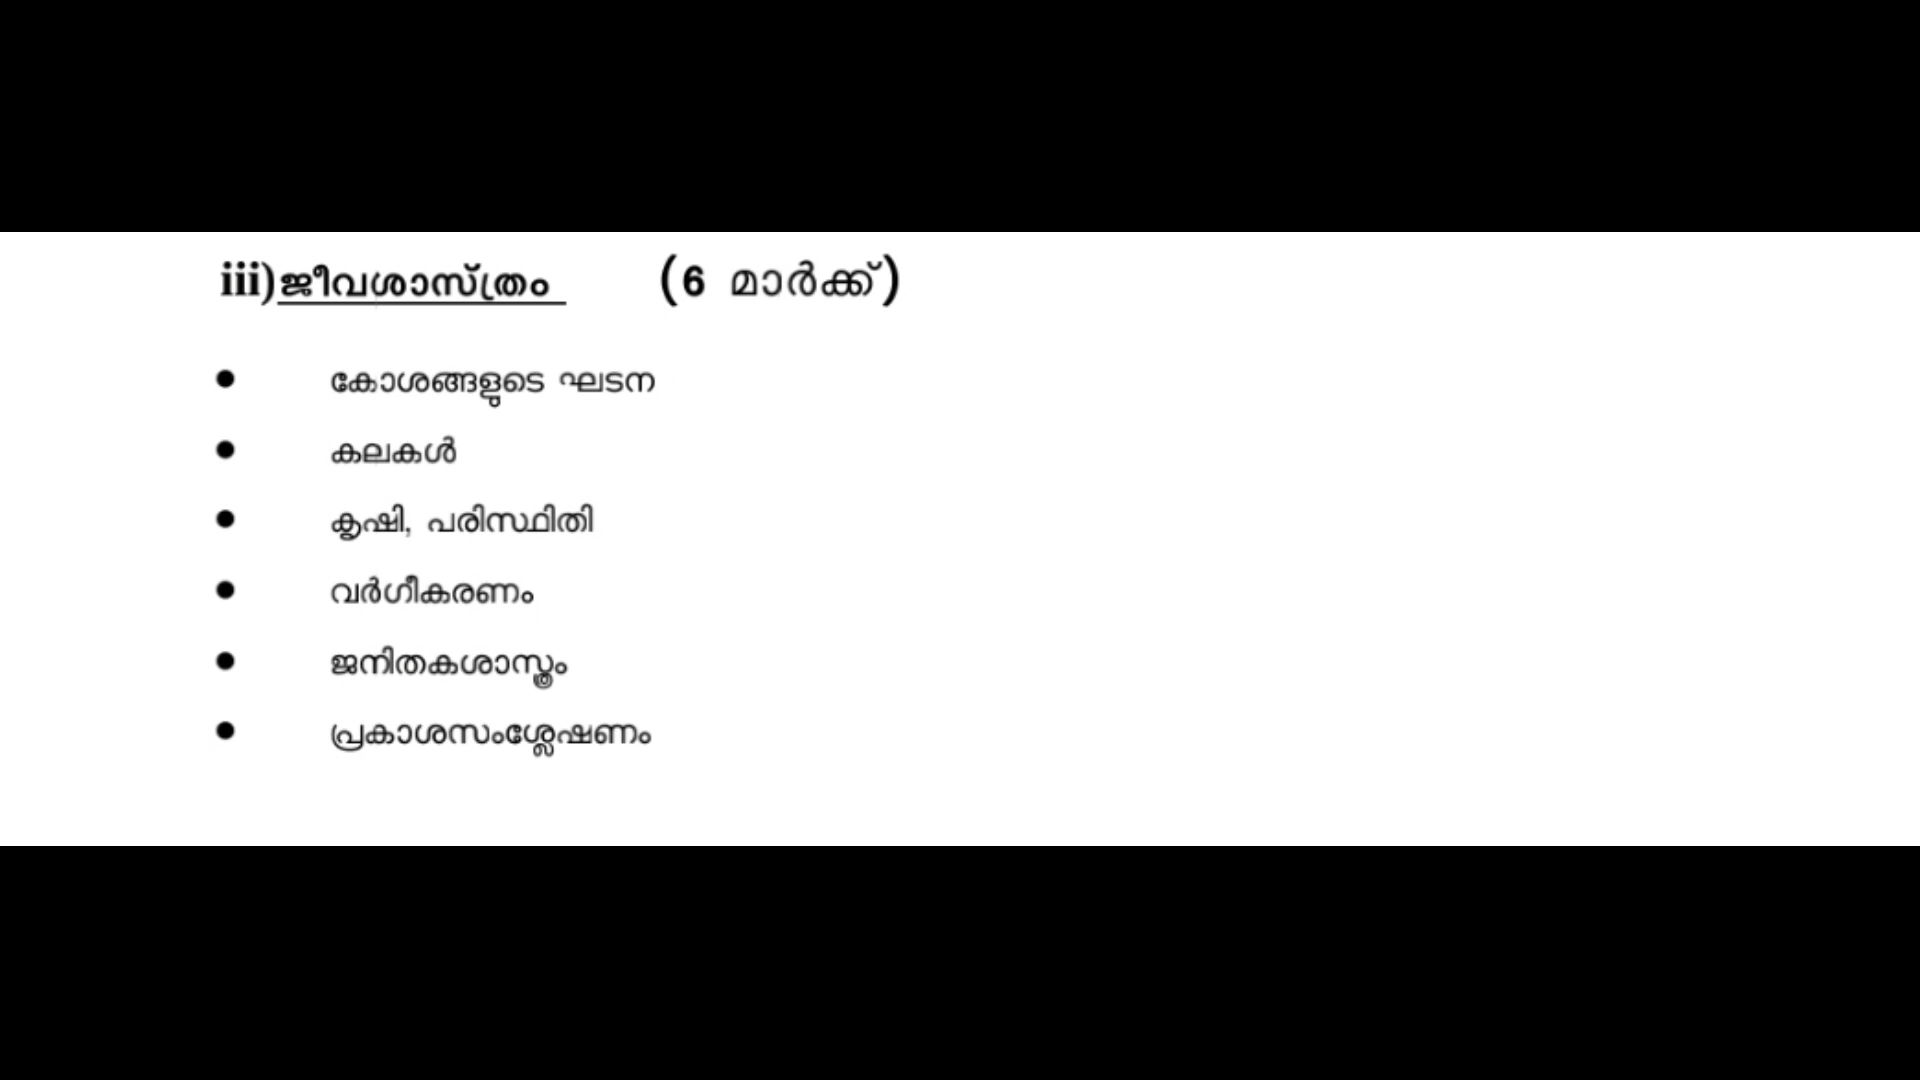 iii)ജീവശാസ്ത്രം (6 മാർക്ക്)
● കോശങ്ങളുടെ ഘടന
● കലകൾ
● കൃഷി, പരിസ്ഥിതി
● വർഗീകരണം
● ജനിതകശാസ്ത്രം
● പ്രകാശസംശ്ലേഷണം